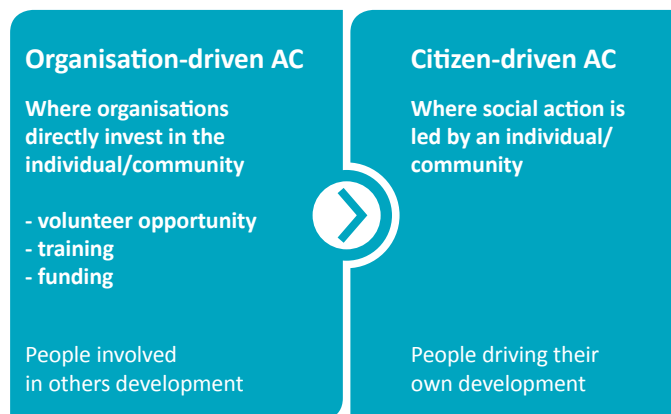 Organisation-driven AC
Where organisations
directly invest in the
individual/community
- volunteer opportunity
- training
- funding
People involved
in others development
Citizen-driven AC
Where social action is
led by an individual/
community
People driving their
own development